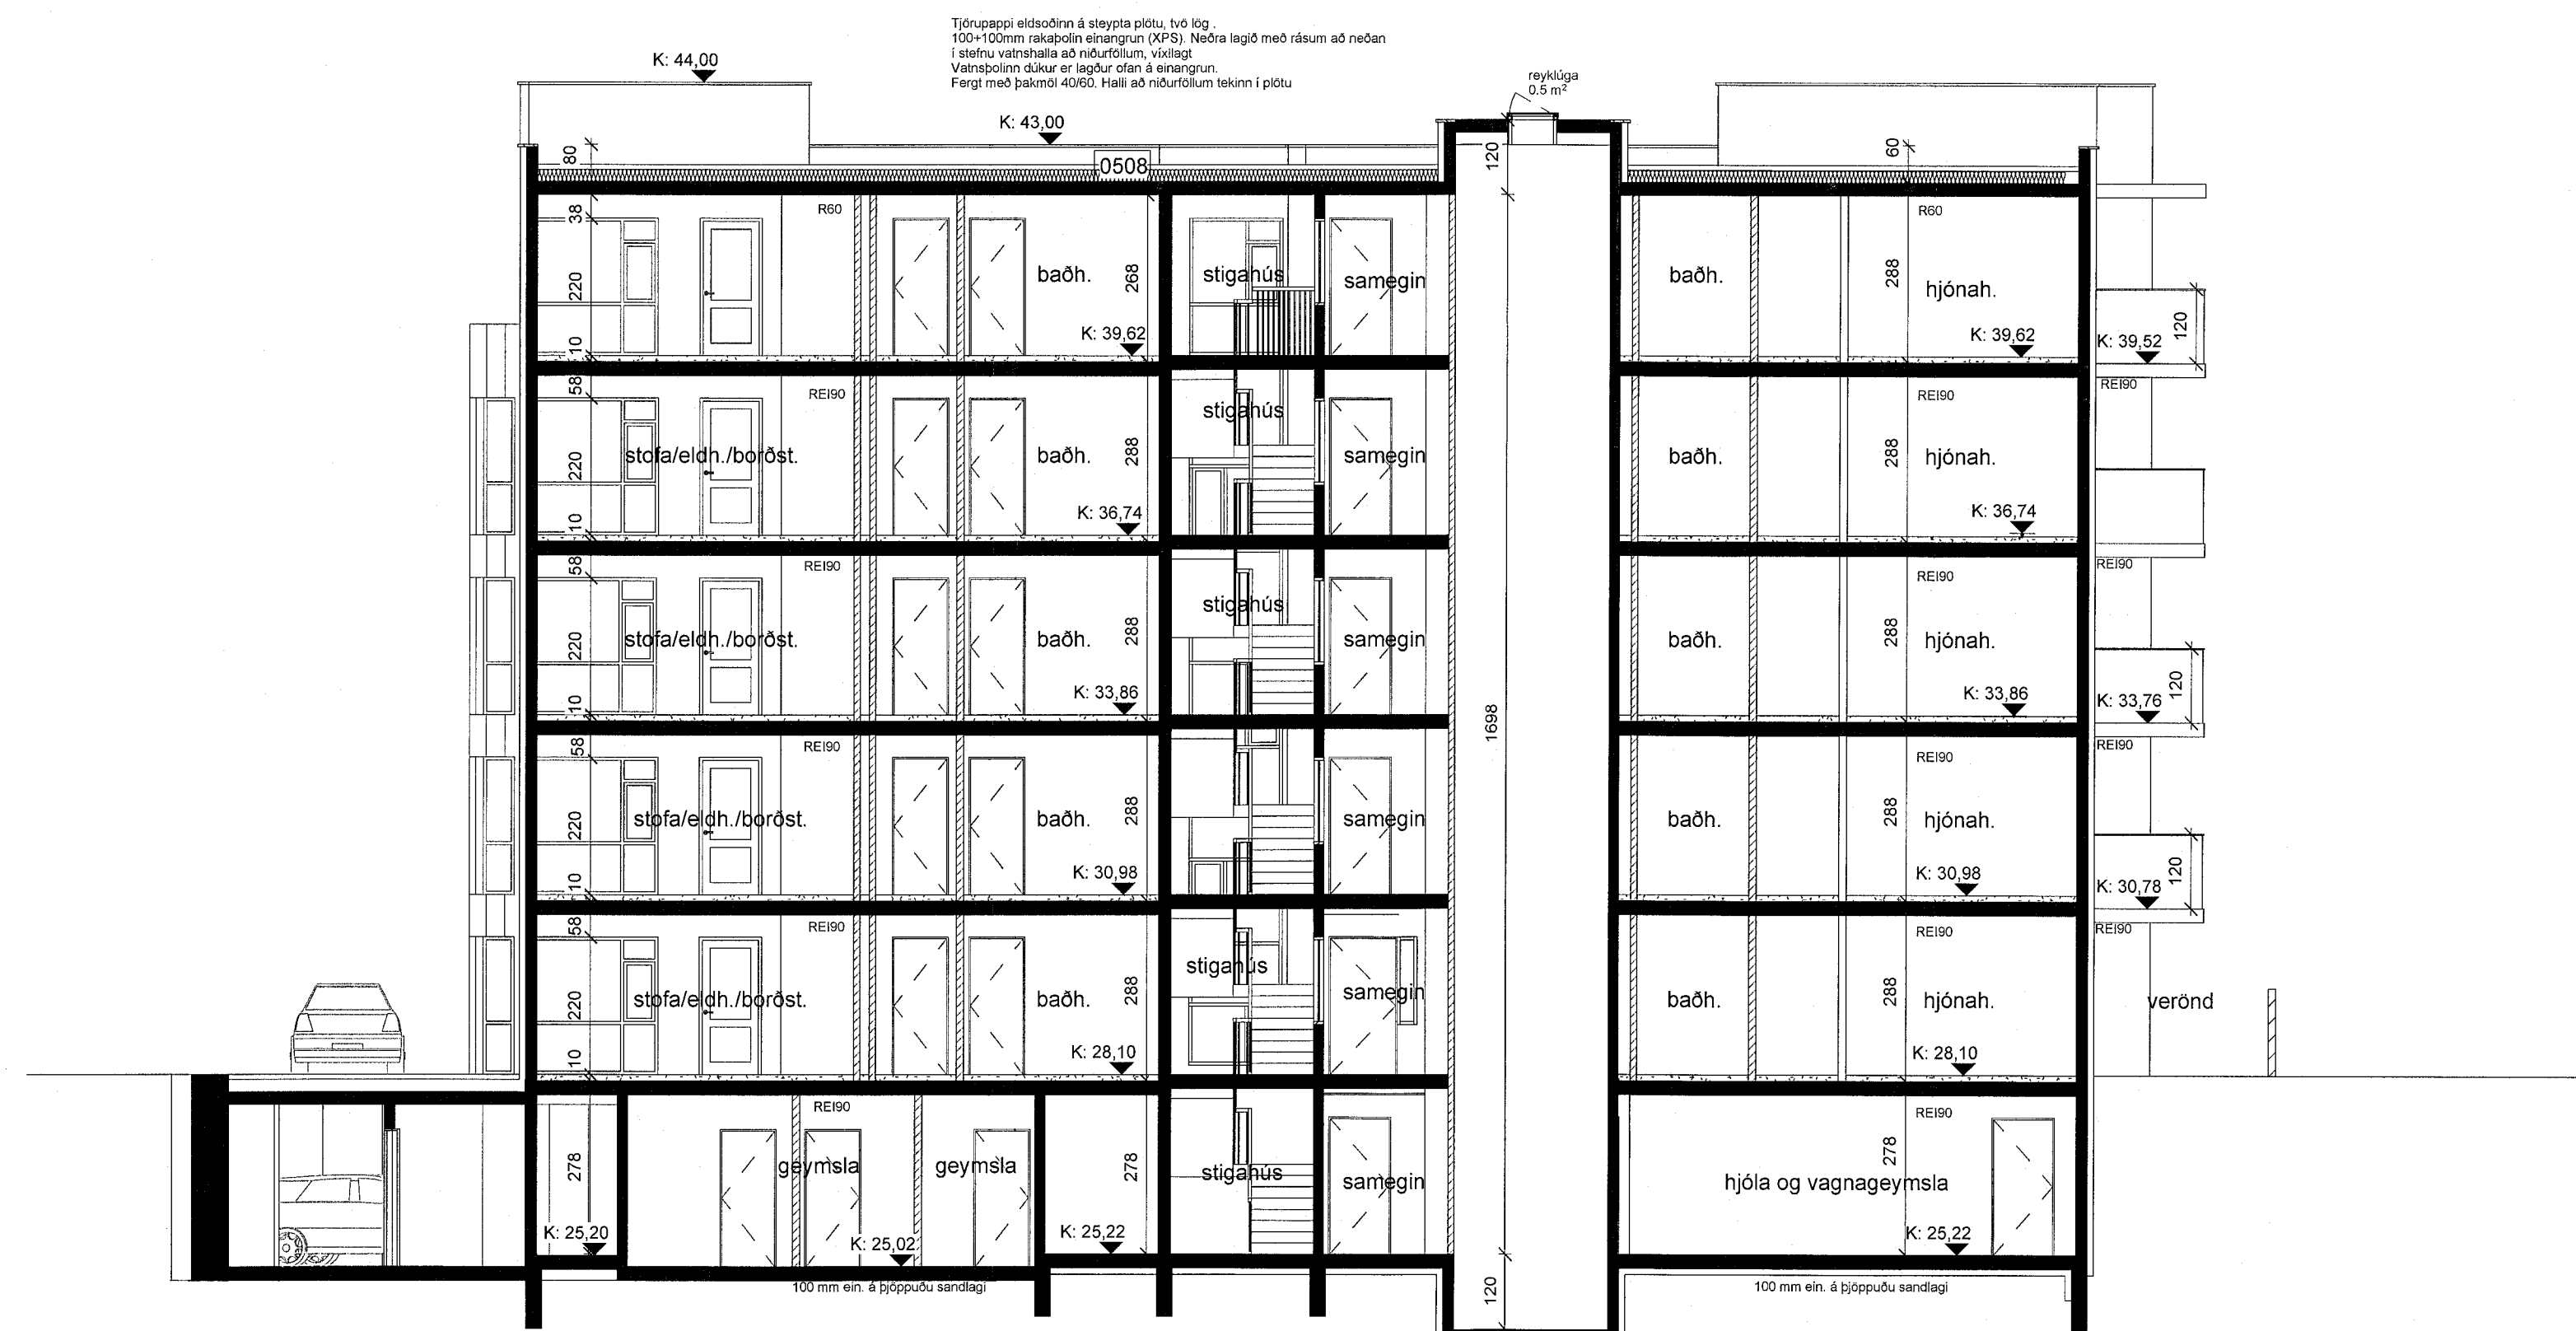 Tjörupappi eldsoðinn á steypta plötu, tvö lög .
100+100mm rakaþolin einangrun (XPS). Neðra lagið með rásum að neðan
í stefnu vatnshalla að niðurföllum, víxllagt
Vatnsþolinn dúkur er lagður ofan á einangrun.
Fergt með þakmöl 40/60. Halli að niðurföllum tekinn í plötu
K: 44,00
reyklúga
0.5 m²
K: 43,00
80
0508
120
60
38
R60
R60
220
baðh.
268
stigahús
samegin
baðh.
288
hjónah.
120
10
K: 39,62
K: 39,62
K: 39,52
58
REI90
stigahús
REI90
REI90
220
stofa/eldh./borðst.
baðh.
288
samegin
baðh.
288
hjónah.
10
K: 36,74
K: 36,74
58
REI90
stigahús
REI90
REI90
220
stofa/eldh./borðst.
baðh.
288
samegin
baðh.
288
hjónah.
120
10
K: 33,86
K: 33,86
K: 33,76
1698
58
REI90
REI90
REI90
220
stofa/eldh./borðst.
baðh.
288
samegin
baðh.
288
hjónah.
120
10
K: 30,98
K: 30,98
K: 30,78
58
REI90
REI90
REI90
stigahús
220
stofa/eldh./borðst.
baðh.
288
samegin
baðh.
288
hjónah.
verönd
10
K: 28,10
K: 28,10
REI90
REI90
278
geymsla
geymsla
278
stigahús
samegin
278
hjóla og vagnageymsla
K: 25,20
K: 25,02
K: 25,22
K: 25,22
100 mm ein. á þjöppuðu sandlagi
120
100 mm ein. á þjöppuðu sandlagi